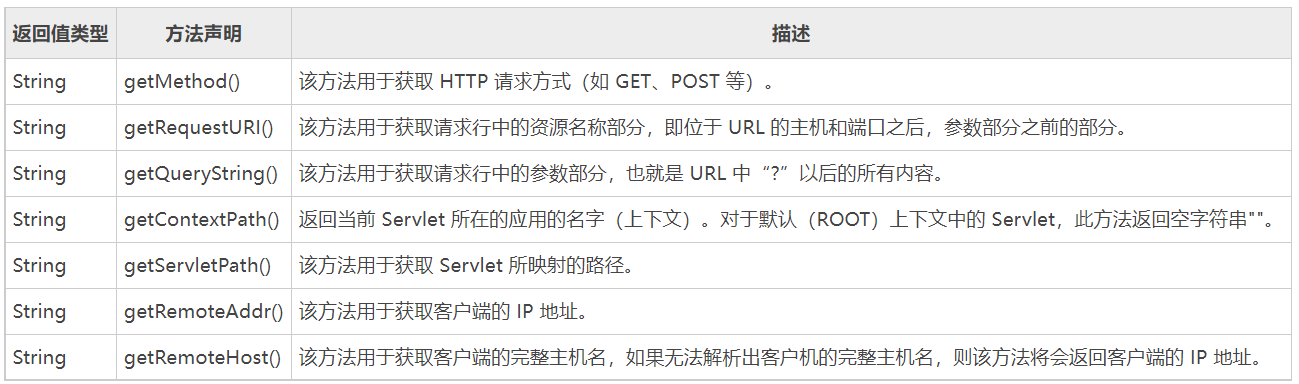 返回值类型 方法声明 描述
String getMethod() 该方法用于获取 HTTP 请求方式（如 GET、POST 等）。
String getRequestURI() 该方法用于获取请求行中的资源名称部分，即位于 URL 的主机和端口之后，参数部分之前的部分。
String getQueryString() 该方法用于获取请求行中的参数部分，也就是 URL 中“?”以后的所有内容。
String getContextPath() 返回当前 Servlet 所在的应用的名字（上下文）。对于默认（ROOT）上下文中的 Servlet，此方法返回空字符串""。
String getServletPath() 该方法用于获取 Servlet 所映射的路径。
String getRemoteAddr() 该方法用于获取客户端的 IP 地址。
String getRemoteHost() 该方法用于获取客户端的完整主机名，如果无法解析出客户机的完整主机名，则该方法将会返回客户端的 IP 地址。